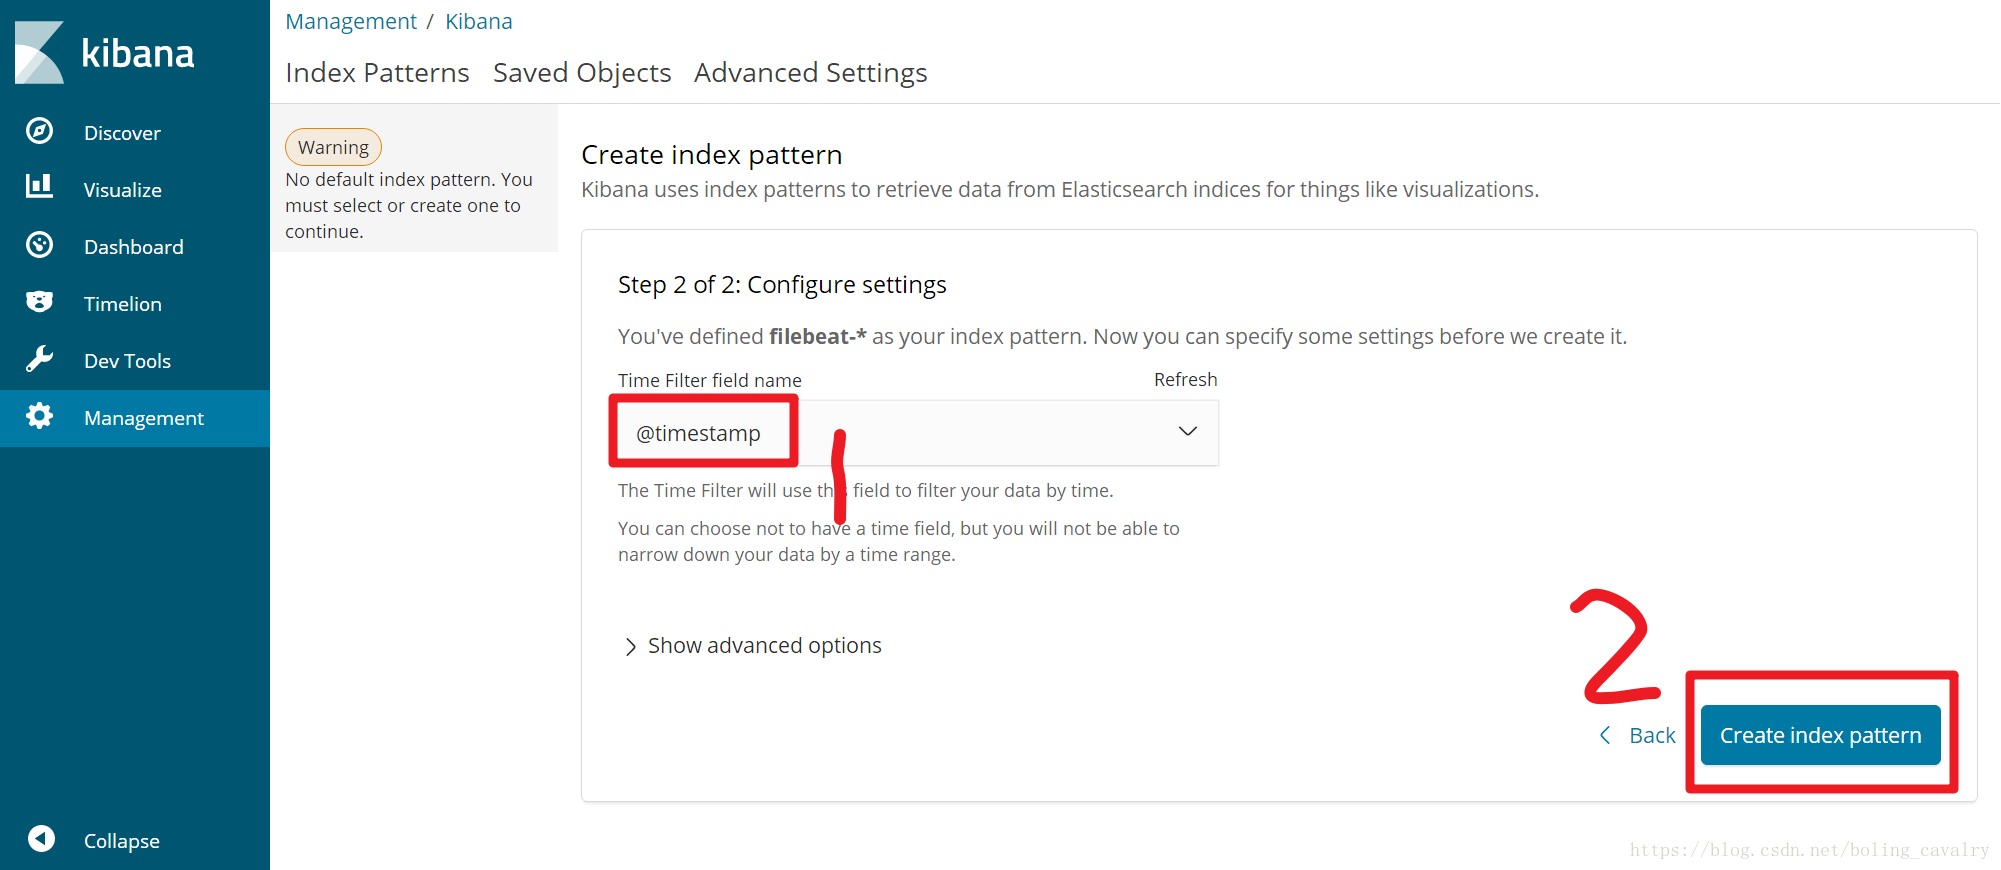 kibana
Discover
Visualize
Dashboard
Timelion
Dev Tools
Management
Collapse
Management / Kibana
Index Patterns Saved Objects Advanced Settings
Warning
No default index pattern. You
must select or create one to
continue.
Create index pattern
Kibana uses index patterns to retrieve data from Elasticsearch indices for things like visualizations.
Step 2 of 2: Configure settings
You've defined filebeat-* as your index pattern. Now you can specify some settings before we create it.
Time Filter field name Refresh
@timestamp
1
The Time Filter will use this field to filter your data by time.
You can choose not to have a time field, but you will not be able to
narrow down your data by a time range.
Show advanced options
2
Back Create index pattern
https://blog.csdn.net/boling_cavalry